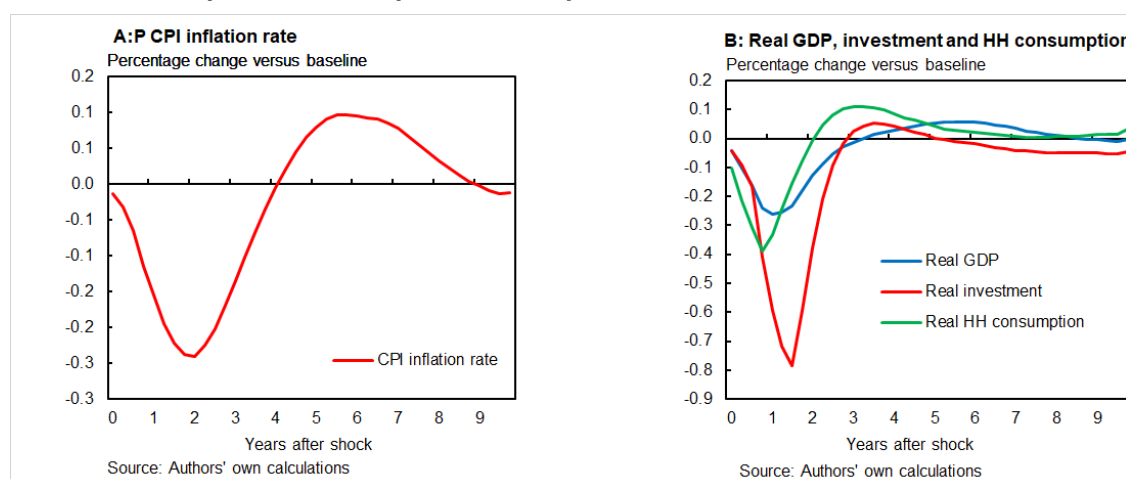 A:P CPI inflation rate
Percentage change versus baseline
0.2
0.1
0.1
0.0
-0.1
-0.1
-0.2
-0.2
-0.3
-0.3
CPI inflation rate
0 1 2 3 4 5 6 7 8 9
Years after shock
Source: Authors' own calculations
B: Real GDP, investment and HH consumption
Percentage change versus baseline
0.2
0.1
0.0
-0.1
-0.2
-0.3
-0.4
-0.5
-0.6
-0.7
-0.8
-0.9
Real GDP
Real investment
Real HH consumption
0 1 2 3 4 5 6 7 8 9
Years after shock
Source: Authors' own calculations